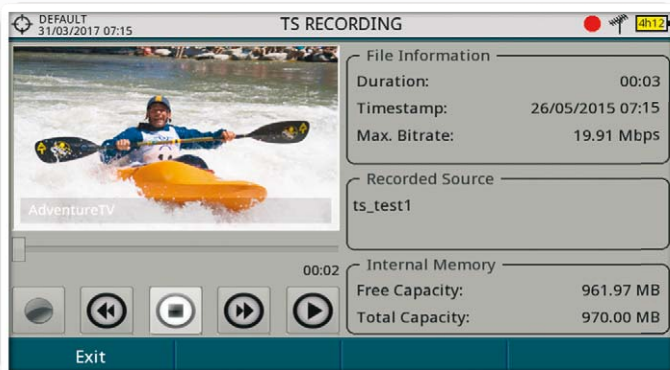 DEFAULT
31/03/2017 07:15
TS RECORDING
4h12
AdventureTV
00:02
File Information
Duration: 00:03
Timestamp: 26/05/2015 07:15
Max. Bitrate: 19.91 Mbps
Recorded Source
ts_test1
Internal Memory
Free Capacity: 961.97 MB
Total Capacity: 970.00 MB
Exit